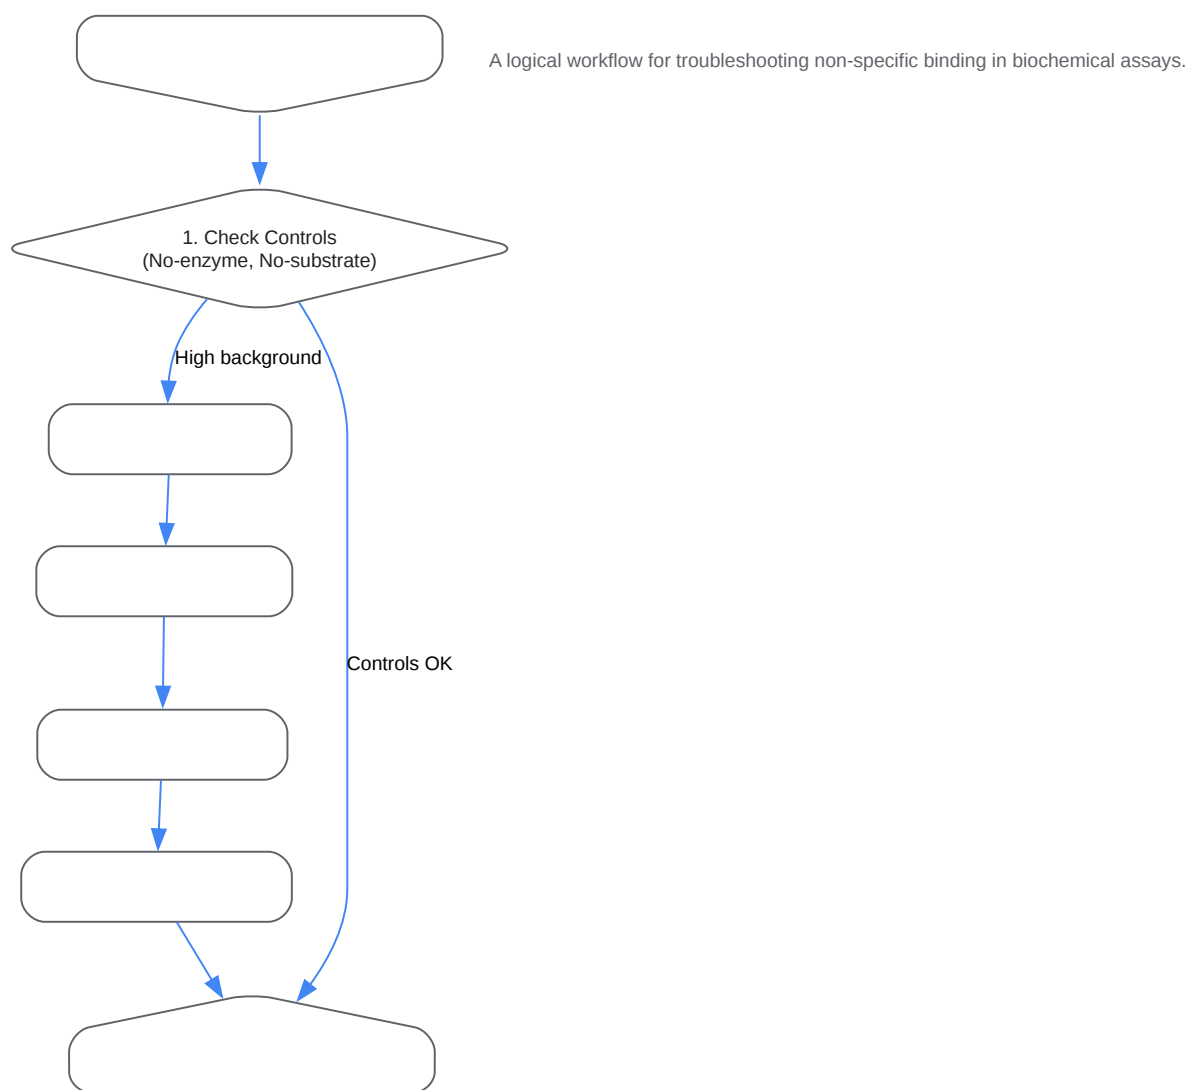 A logical workflow for troubleshooting non-specific binding in biochemical assays.
1. Check Controls
(No-enzyme, No-substrate)
High background
Controls OK